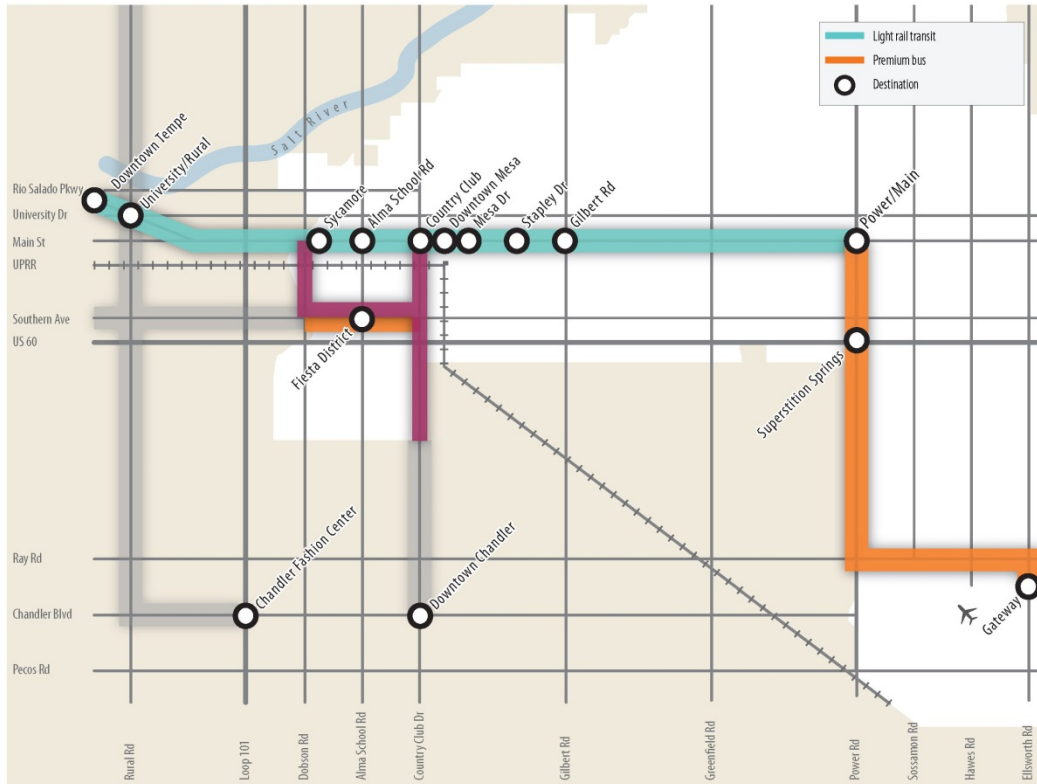 Light rail transit
Premium bus
Destination
Salt River
Downtown Tempe
University/Rural
Sycamore
Alma School Rd
Country Club
Downtown Mesa
Mesa Dr
Stapley Dr
Gilbert Rd
Power/Main
Rio Salado Pkwy
University Dr
Main St
UPRR
Southern Ave
US 60
Fiesta District
Superstition Springs
Chandler Fashion Center
Downtown Chandler
Gateway
Ray Rd
Chandler Blvd
Pecos Rd
Rural Rd
Loop 101
Dobson Rd
Alma School Rd
Country Club Dr
Gilbert Rd
Greenfield Rd
Power Rd
Sossamon Rd
Hawes Rd
Ellsworth Rd